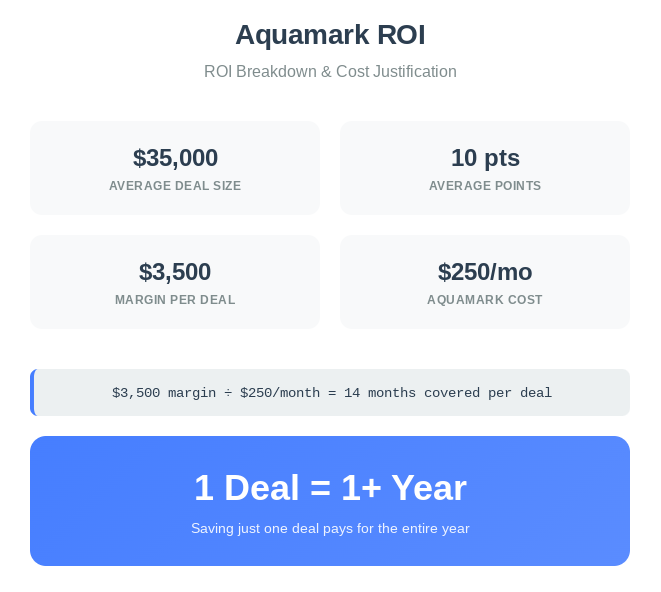 Aquamark ROI
ROI Breakdown & Cost Justification
$35,000
AVERAGE DEAL SIZE
10 pts
AVERAGE POINTS
$3,500
MARGIN PER DEAL
$250/mo
AQUAMARK COST
$3,500 margin ÷ $250/month = 14 months covered per deal
1 Deal = 1+ Year
Saving just one deal pays for the entire year